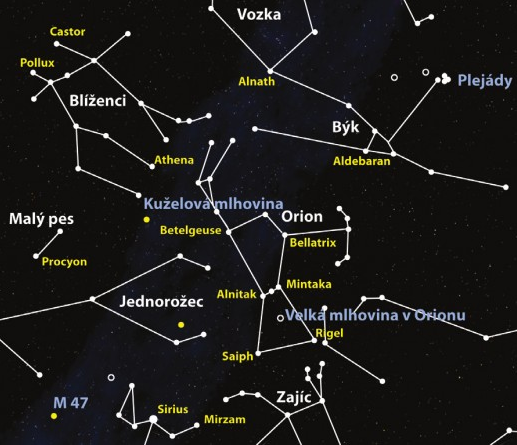 Vozka
Castor
Pollux
Plejády
Alnath
Blíženci
Býk
Athena
Aldebaran
Kuželová mlhovina
Malý pes
Orion
Betelgeuse
Bellatrix
Procyon
Mintaka
Alnitak
Jednorožec
Velká mlhovina v Orionu
Rigel
Saiph
Zajíc
M 47
Sirius
Mirzam